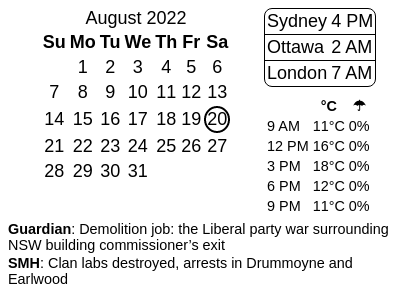 August 2022
Su Mo Tu We Th Fr Sa
1 2 3 4 5 6
7 8 9 10 11 12 13
14 15 16 17 18 19 20
21 22 23 24 25 26 27
28 29 30 31
Sydney 4 PM
Ottawa 2 AM
London 7 AM
°C ☂
9 AM 11°C 0%
12 PM 16°C 0%
3 PM 18°C 0%
6 PM 12°C 0%
9 PM 11°C 0%
Guardian: Demolition job: the Liberal party war surrounding
NSW building commissioner’s exit
SMH: Clan labs destroyed, arrests in Drummoyne and
Earlwood